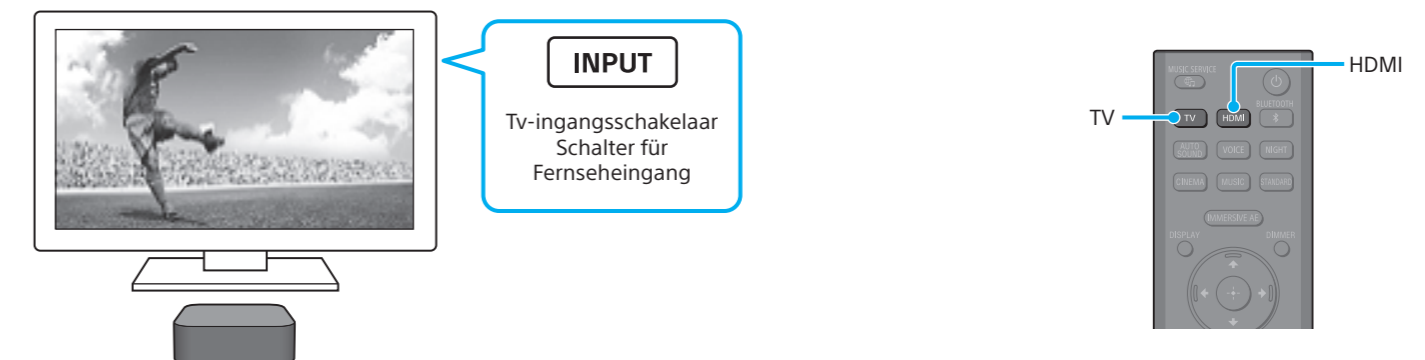 INPUT
Tv-ingangsschakelaar
Schalter für
Fernseheingang
HDMI
TV
MUSIC SERVICE
BLUETOOTH
TV
HDMI
AUTO
SOUND
VOICE
NIGHT
CINEMA
MUSIC
STANDARD
IMMERSIVE AE
DISPLAY
DIMMER